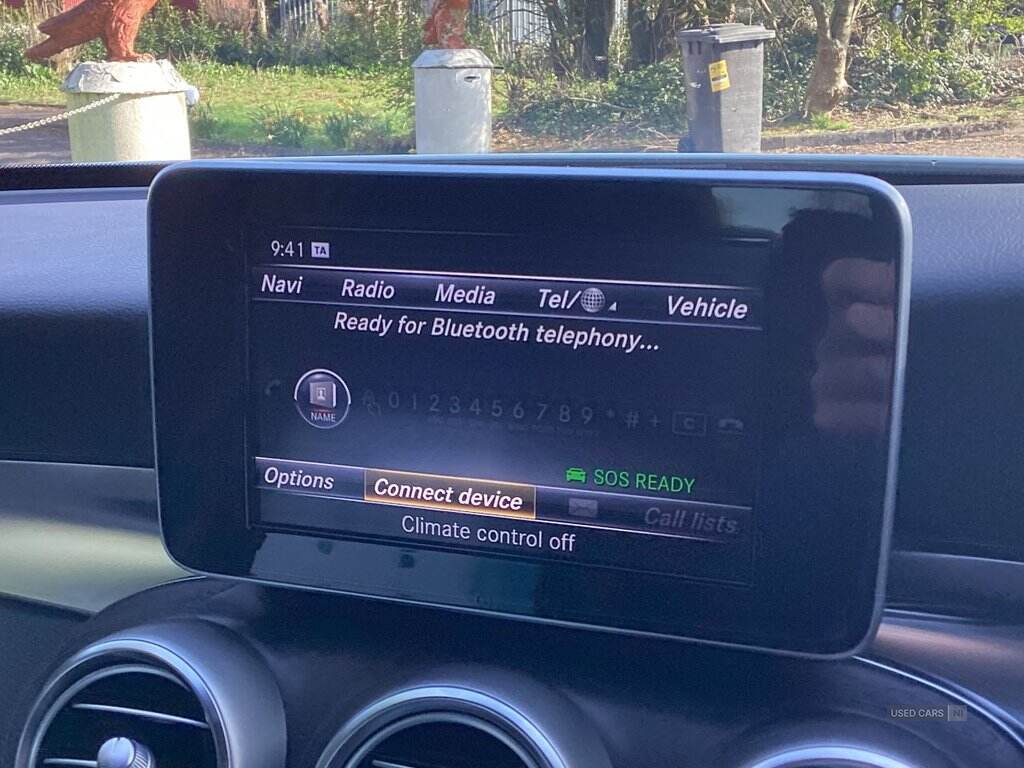 9:41 TA
Navi Radio Media Tel/ Vehicle
Ready for Bluetooth telephony...
NAME 0 1 2 3 4 5 6 7 8 9 * # + C
SOS READY
Options Connect device Call lists
Climate control off
USED CARS NI